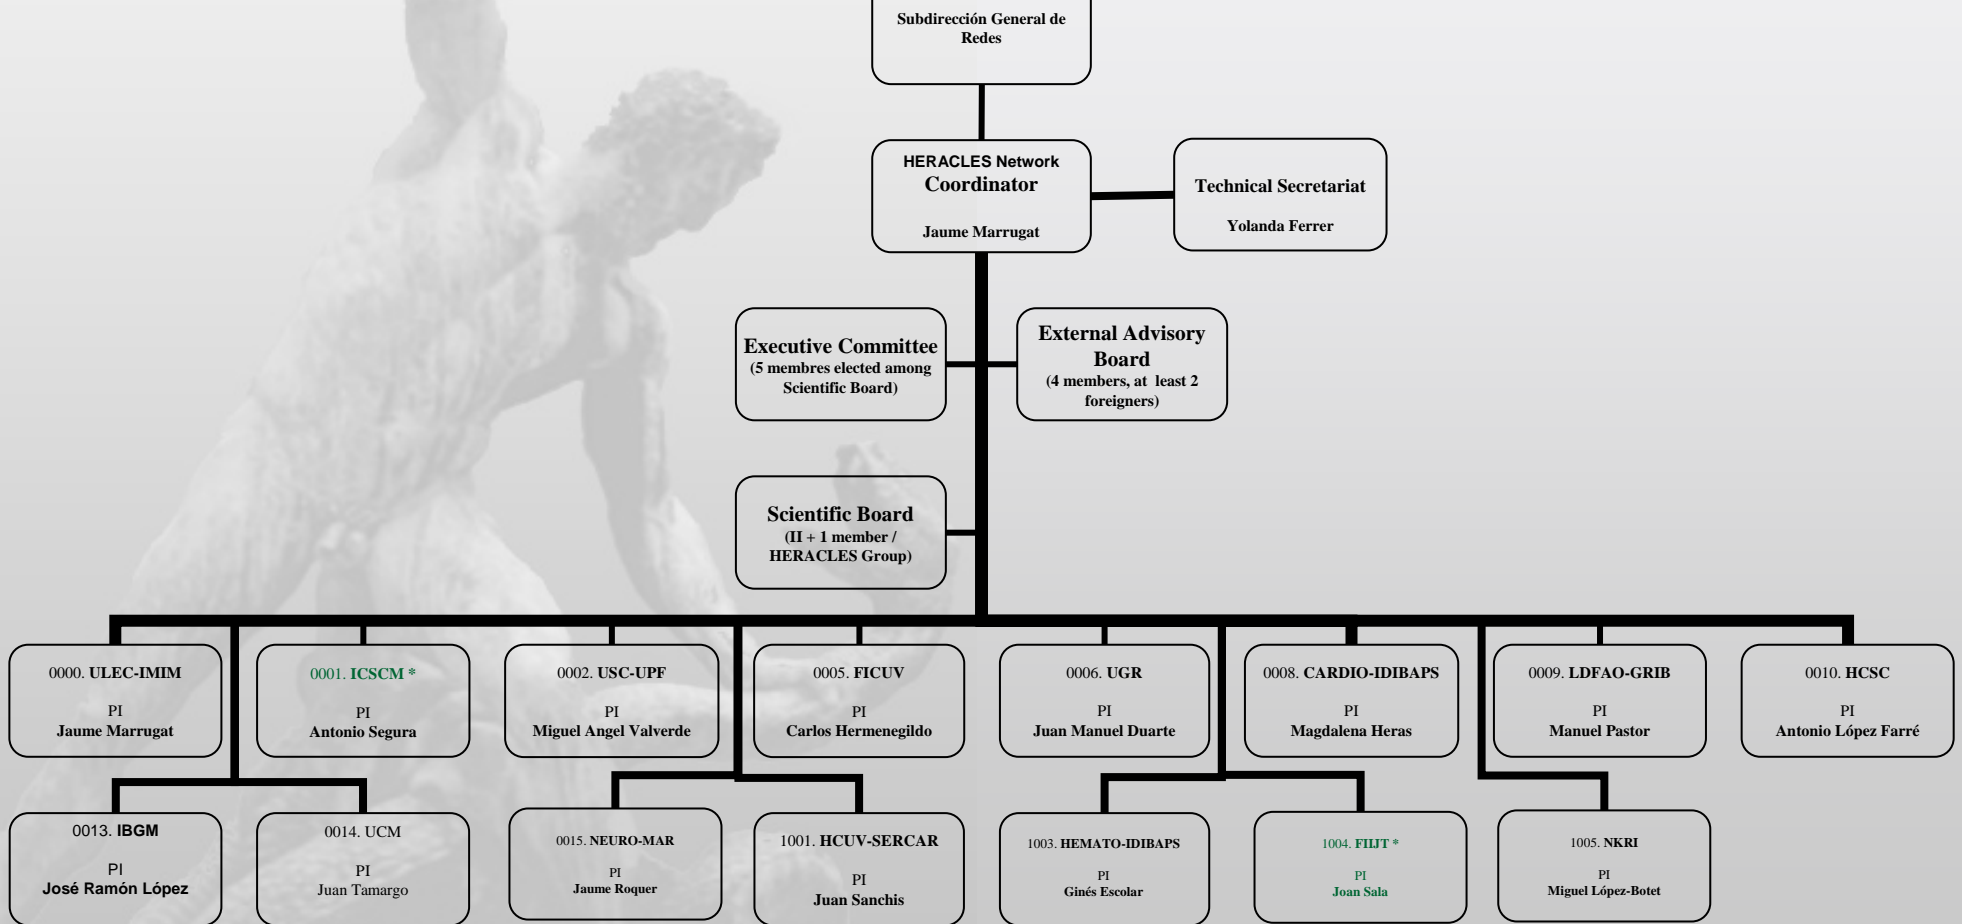 Subdirección General de
Redes
HERACLES Network
Coordinator
Jaume Marrugat
Technical Secretariat
Yolanda Ferrer
Executive Committee
(5 membres elected among
Scientific Board)
External Advisory
Board
(4 members, at least 2
foreigners)
Scientific Board
(II + 1 member /
HERACLES Group)
0000. ULEC-IMIM
PI
Jaume Marrugat
0001. ICSCM *
PI
Antonio Segura
0002. USC-UPF
PI
Miguel Angel Valverde
0005. FICUV
PI
Carlos Hermenegildo
0006. UGR
PI
Juan Manuel Duarte
0008. CARDIO-IDIBAPS
PI
Magdalena Heras
0009. LDFAO-GRIB
PI
Manuel Pastor
0010. HCSC
PI
Antonio López Farré
0013. IBGM
PI
José Ramón López
0014. UCM
PI
Juan Tamargo
0015. NEURO-MAR
PI
Jaume Roquer
1001. HCUV-SERCAR
PI
Juan Sanchis
1003. HEMATO-IDIBAPS
PI
Ginés Escolar
1004. FIIJT *
PI
Joan Sala
1005. NKRI
PI
Miguel López-Botet